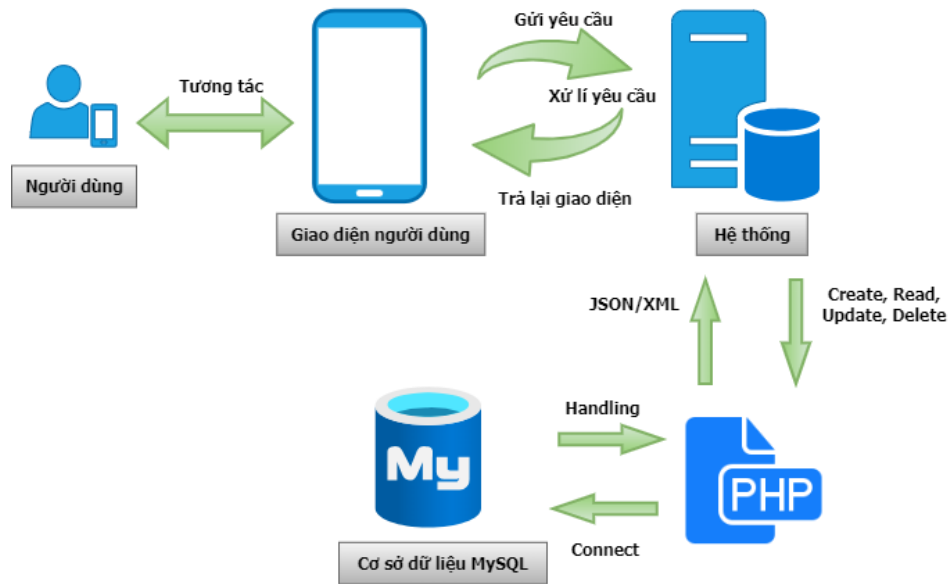 Gửi yêu cầu
Tương tác
Xử lí yêu cầu
Người dùng
Trả lại giao diện
Giao diện người dùng
Hệ thống
JSON/XML
Create, Read,
Update, Delete
Handling
My
PHP
Connect
Cơ sở dữ liệu MySQL